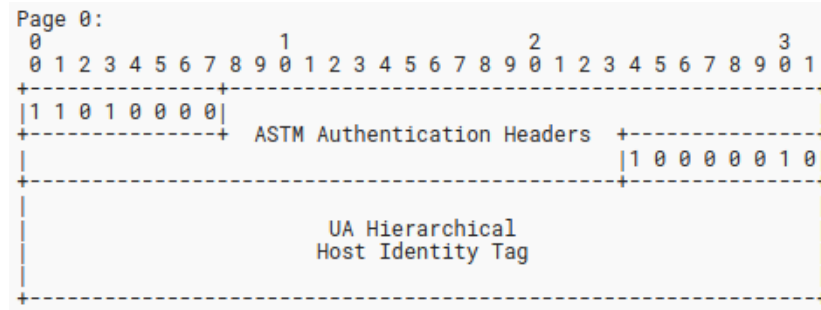 Page 0:
0 1 2 3
0 1 2 3 4 5 6 7 8 9 0 1 2 3 4 5 6 7 8 9 0 1 2 3 4 5 6 7 8 9 0 1
+---------------+-----------------------------------------------
|1 1 0 1 0 0 0 0|
+---------------+ ASTM Authentication Headers +---------------
| |1 0 0 0 0 0 1 0
+-----------------------------------------------+---------------
|
| UA Hierarchical
| Host Identity Tag
|
+---------------------------------------------------------------